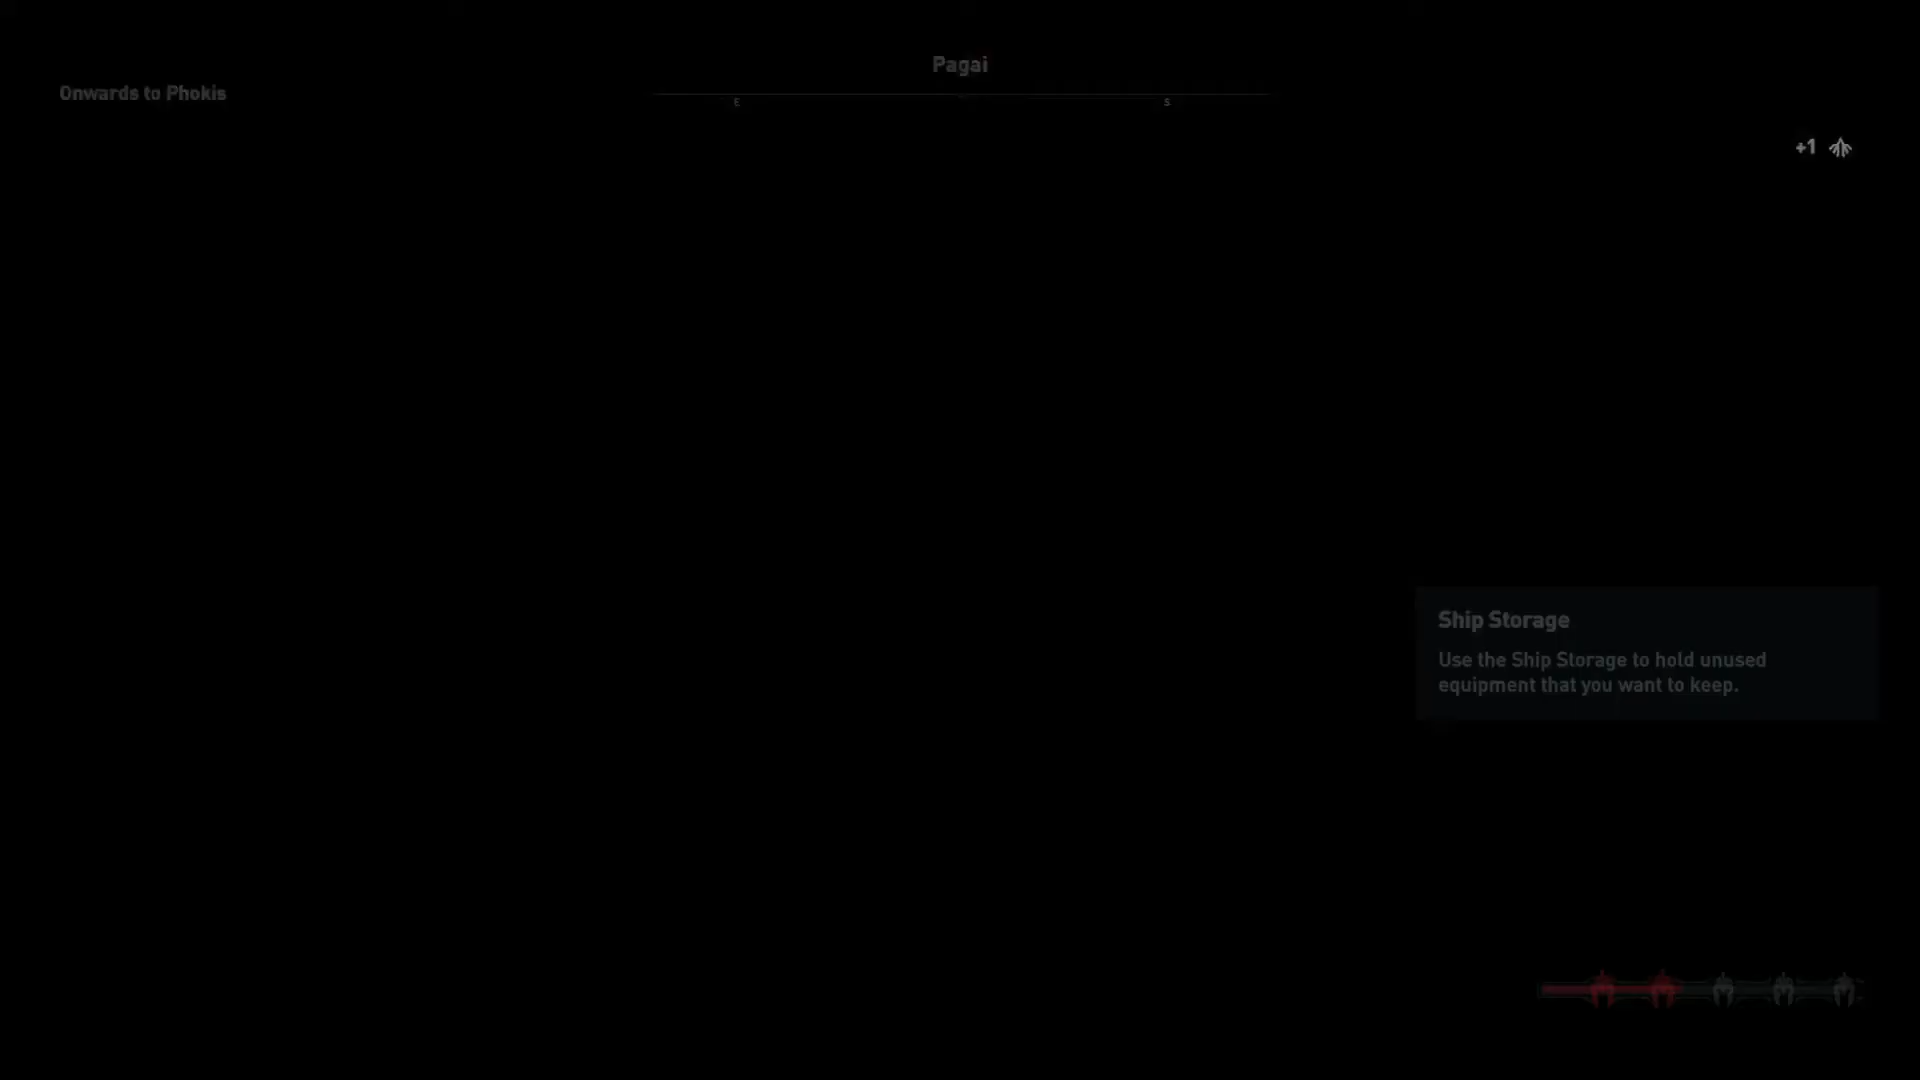 Pagai
Onwards to Phokis
E
S
+1
Ship Storage
Use the Ship Storage to hold unused
equipment that you want to keep.